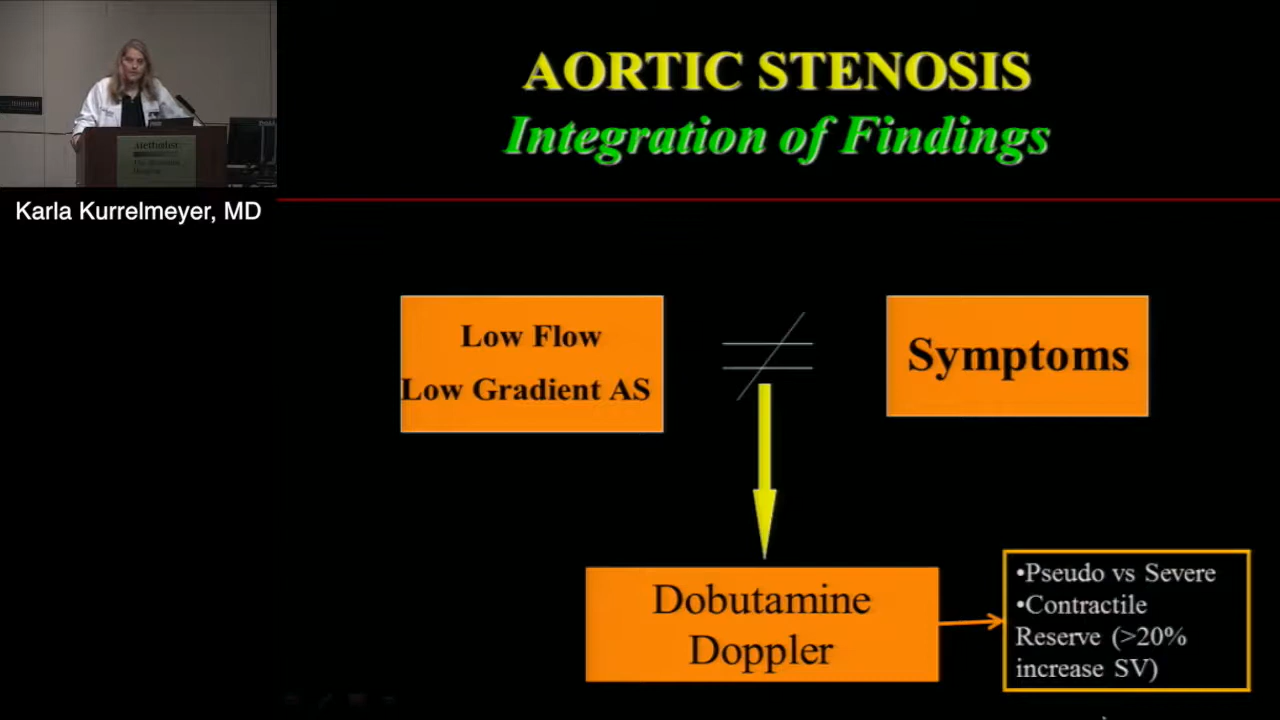 AORTIC STENOSIS
Integration of Findings
Methodist
Karla Kurrelmeyer, MD
Low Flow
Low Gradient AS
Symptoms
Dobutamine
Doppler
•Pseudo vs Severe
•Contractile
Reserve (>20%
increase SV)